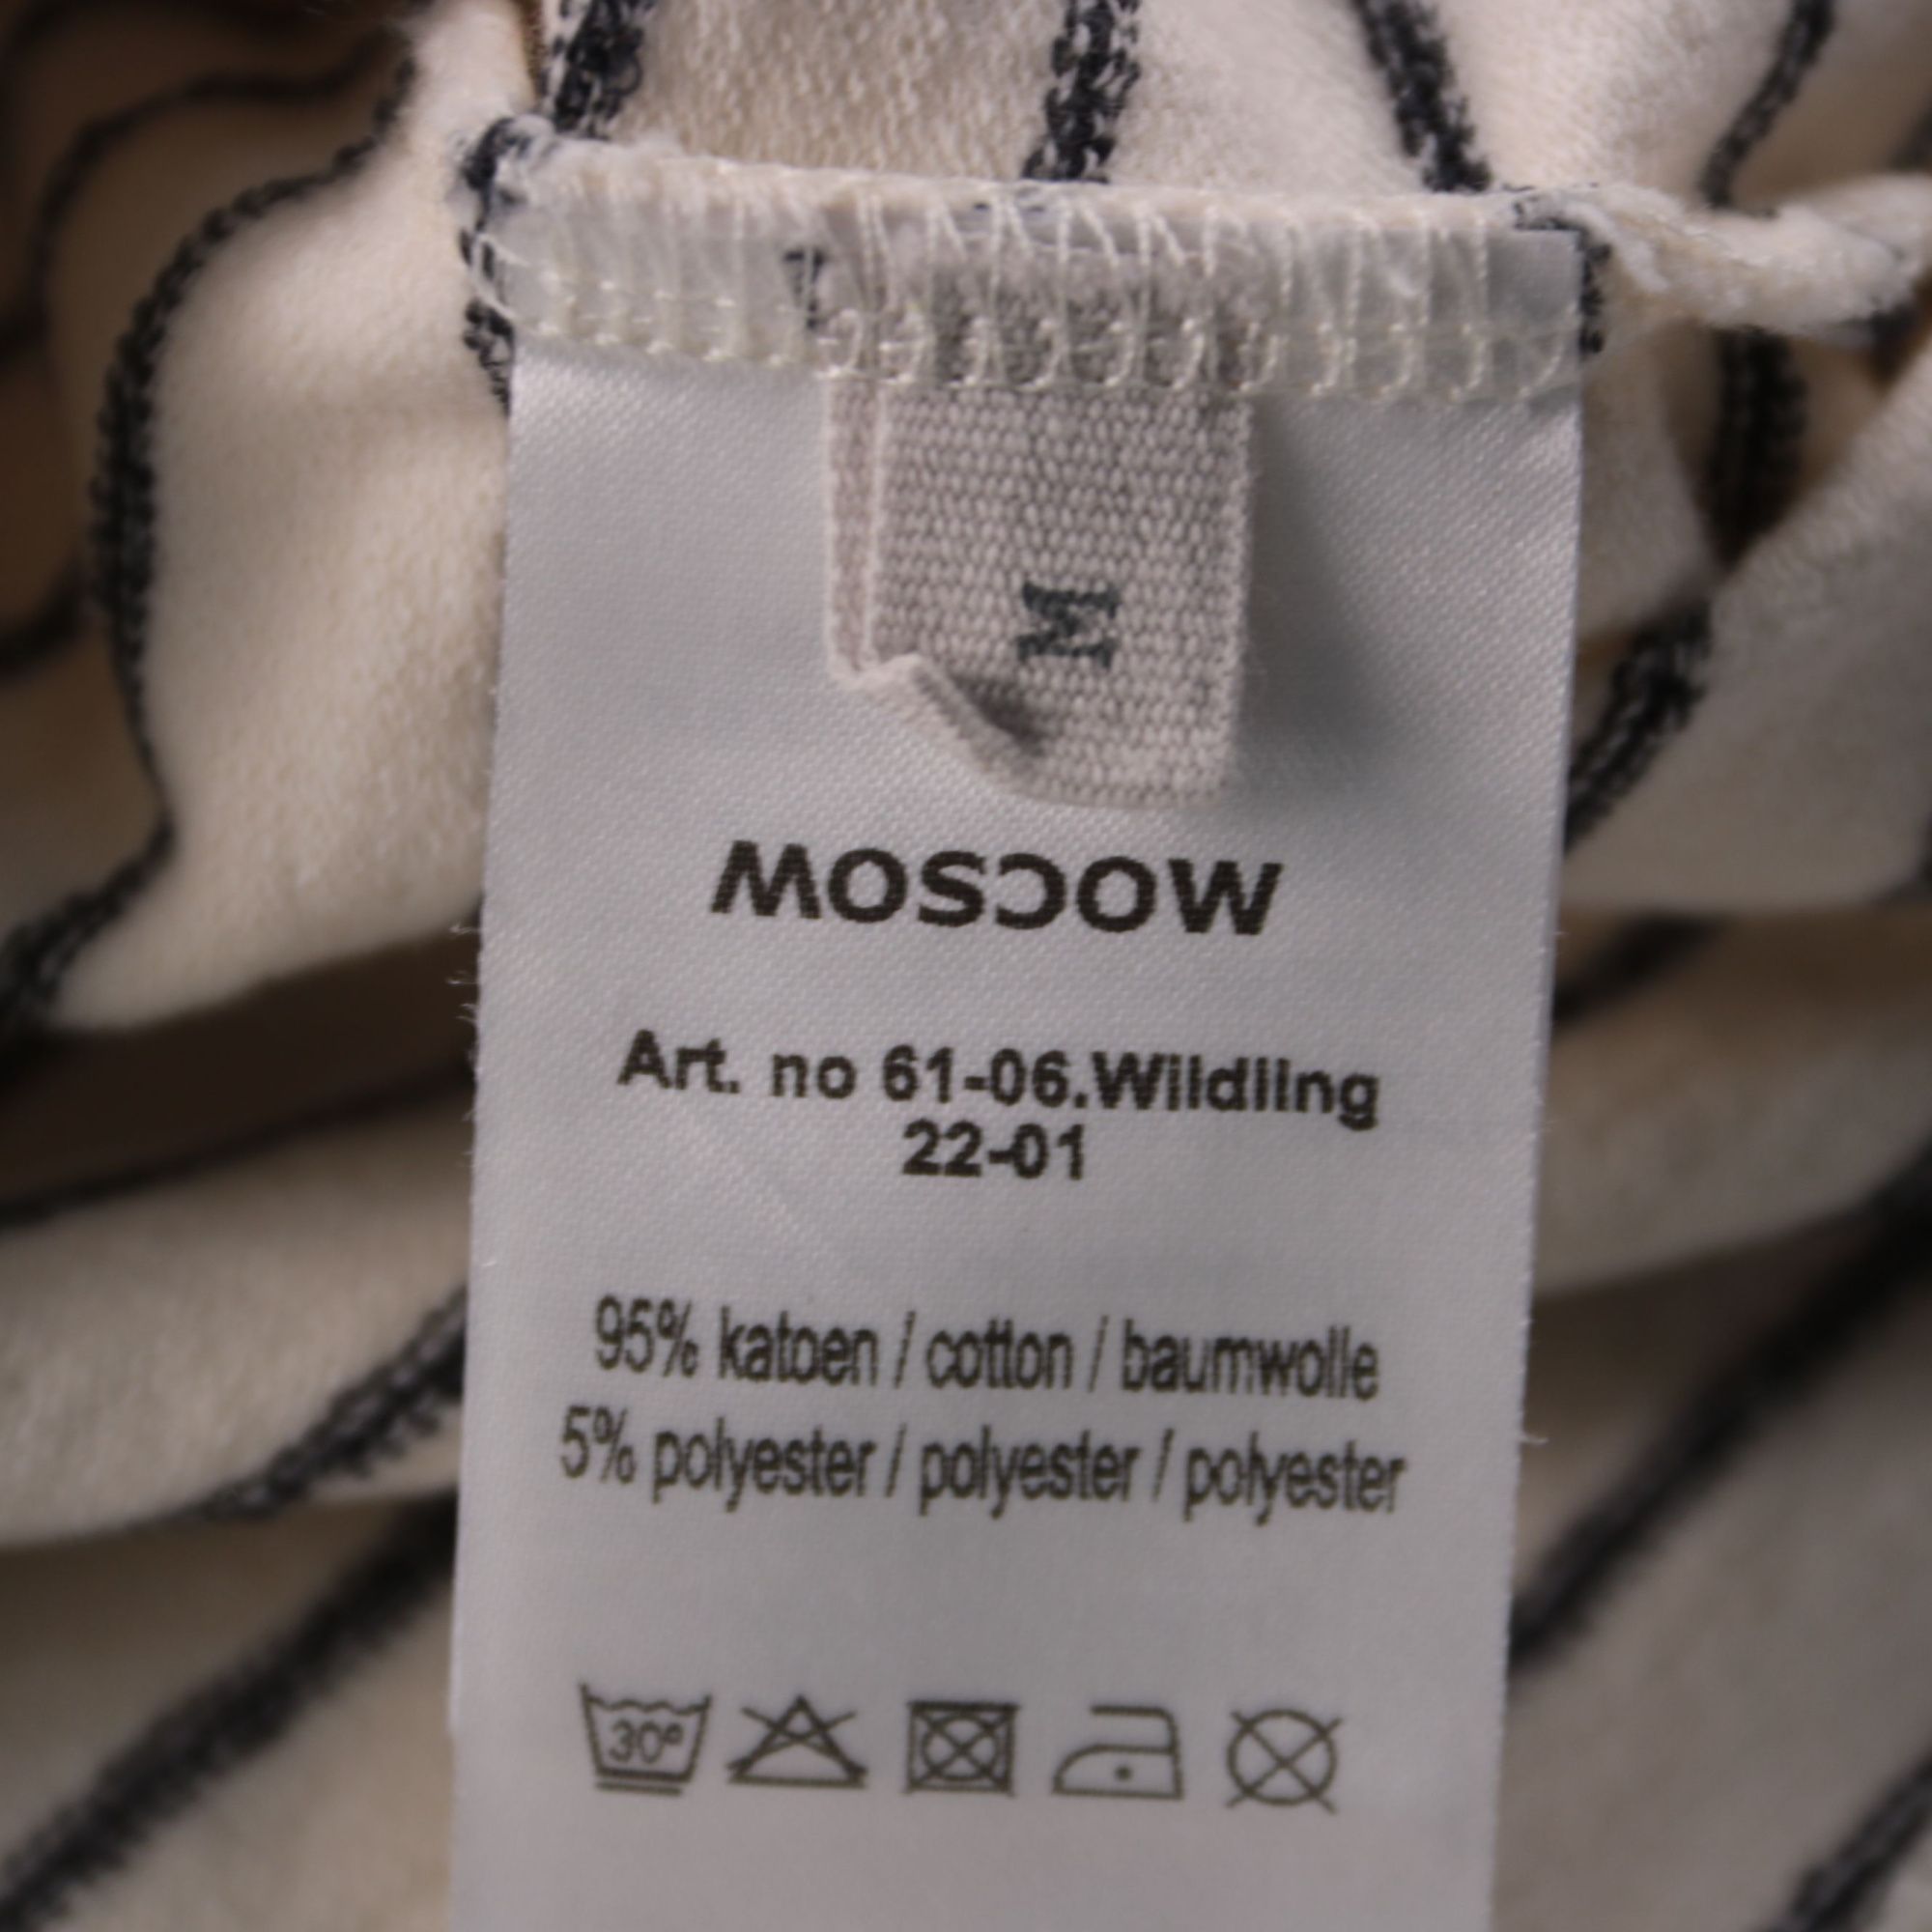 M
MOSCOW
Art. no 61-06.Wildling
22-01
95% katoen / cotton / baumwolle
5% polyester / polyester / polyester
30°